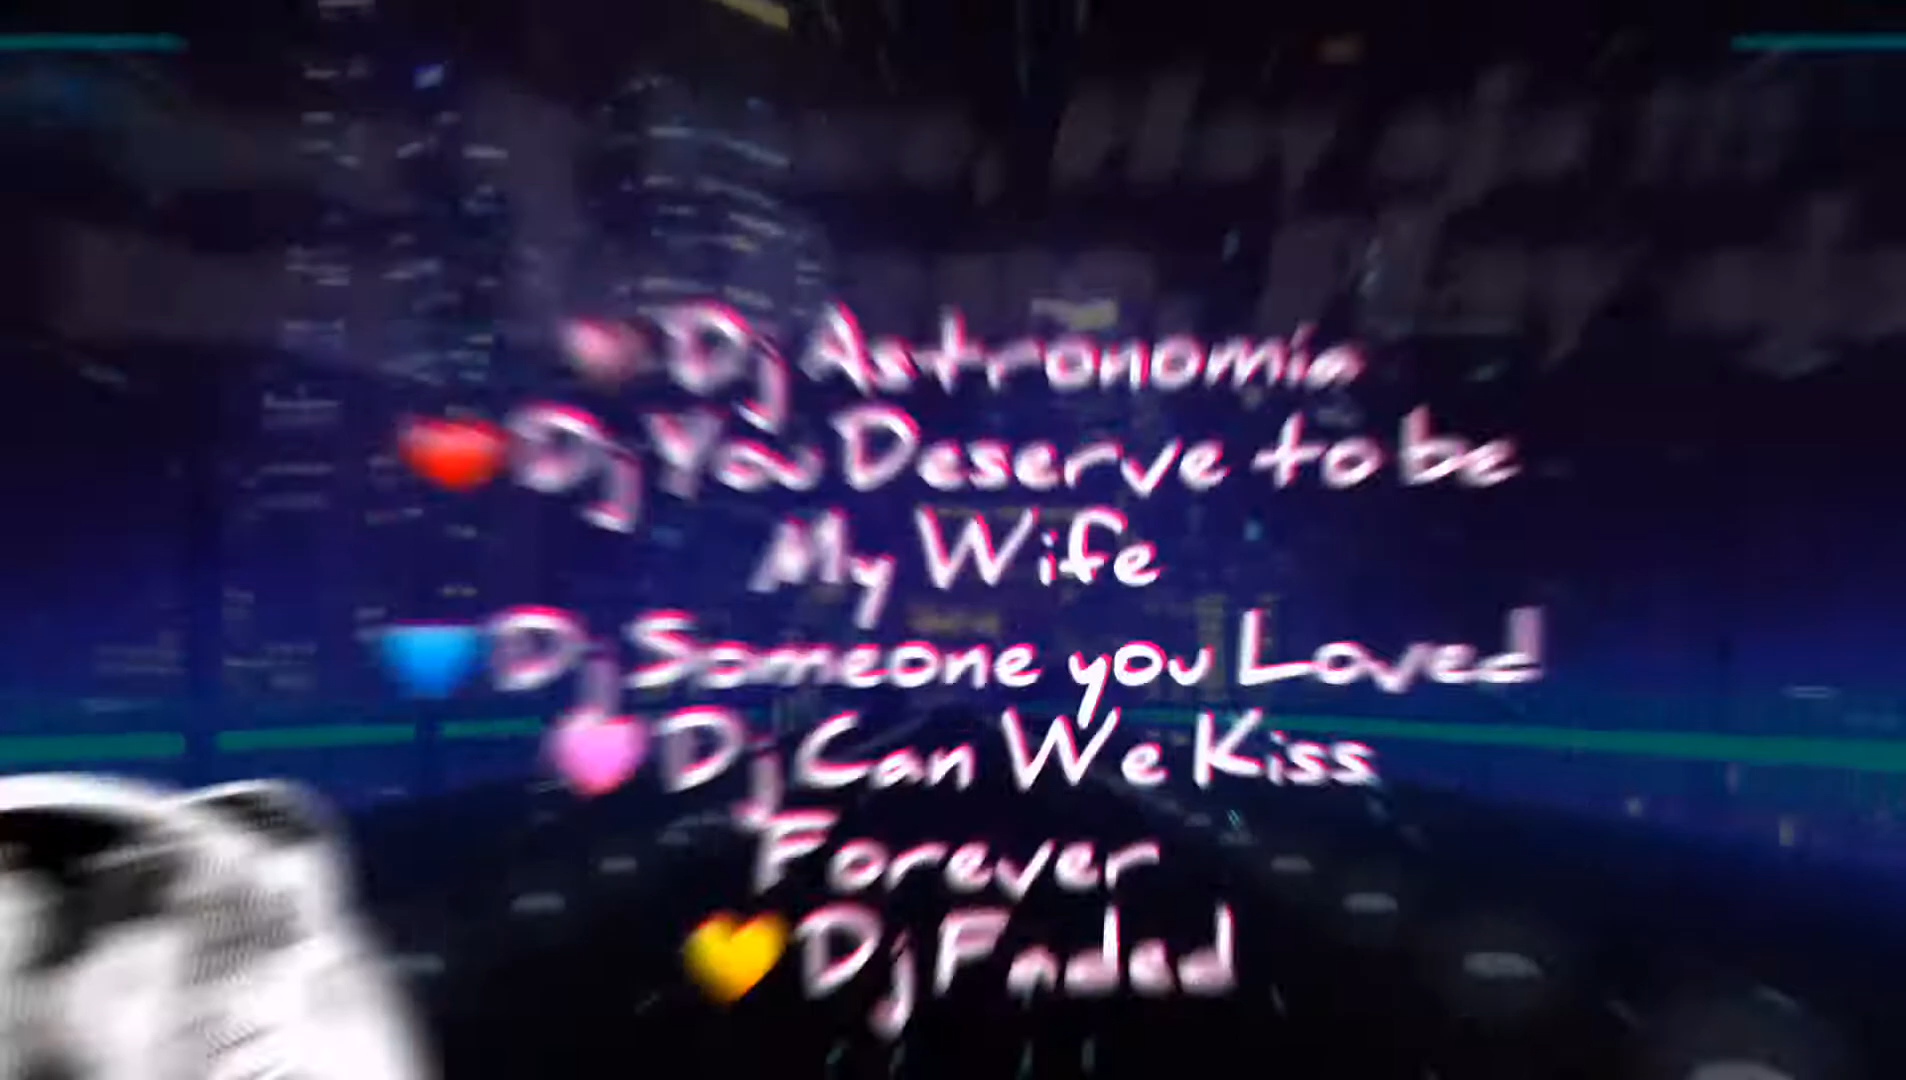 Dj Astronomia
❤️Dj You Deserve to be
My Wife
💙Dj Someone you Loved
🩷Dj Can We Kiss
Forever
💛Dj Faded